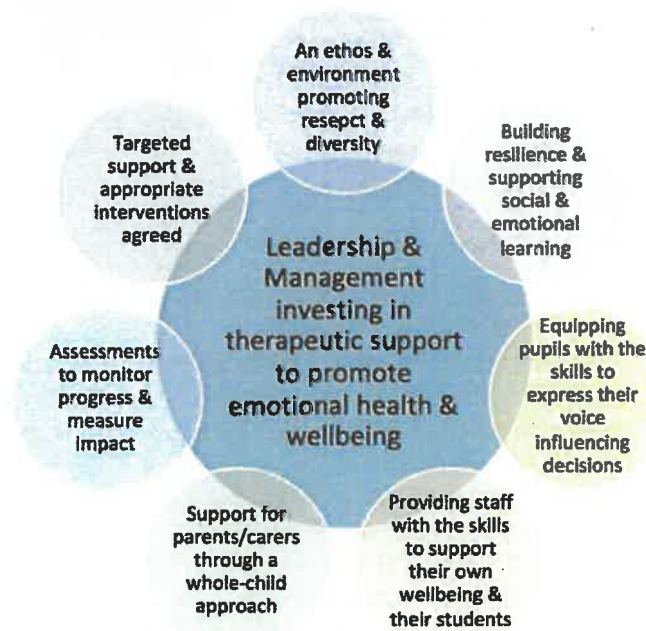 An ethos &
environment
promoting
resepct &
diversity
Building
resilience &
supporting
social &
emotional
learning
Equipping
pupils with the
skills to
express their
voice
influencing
decisions
Providing staff
with the skills
to support
their own
wellbeing &
their students
Support for
parents/carers
through a
whole-child
approach
Assessments
to monitor
progress &
measure
impact
Targeted
support &
appropriate
interventions
agreed
Leadership &
Management
investing in
therapeutic support
to promote
emotional health &
wellbeing